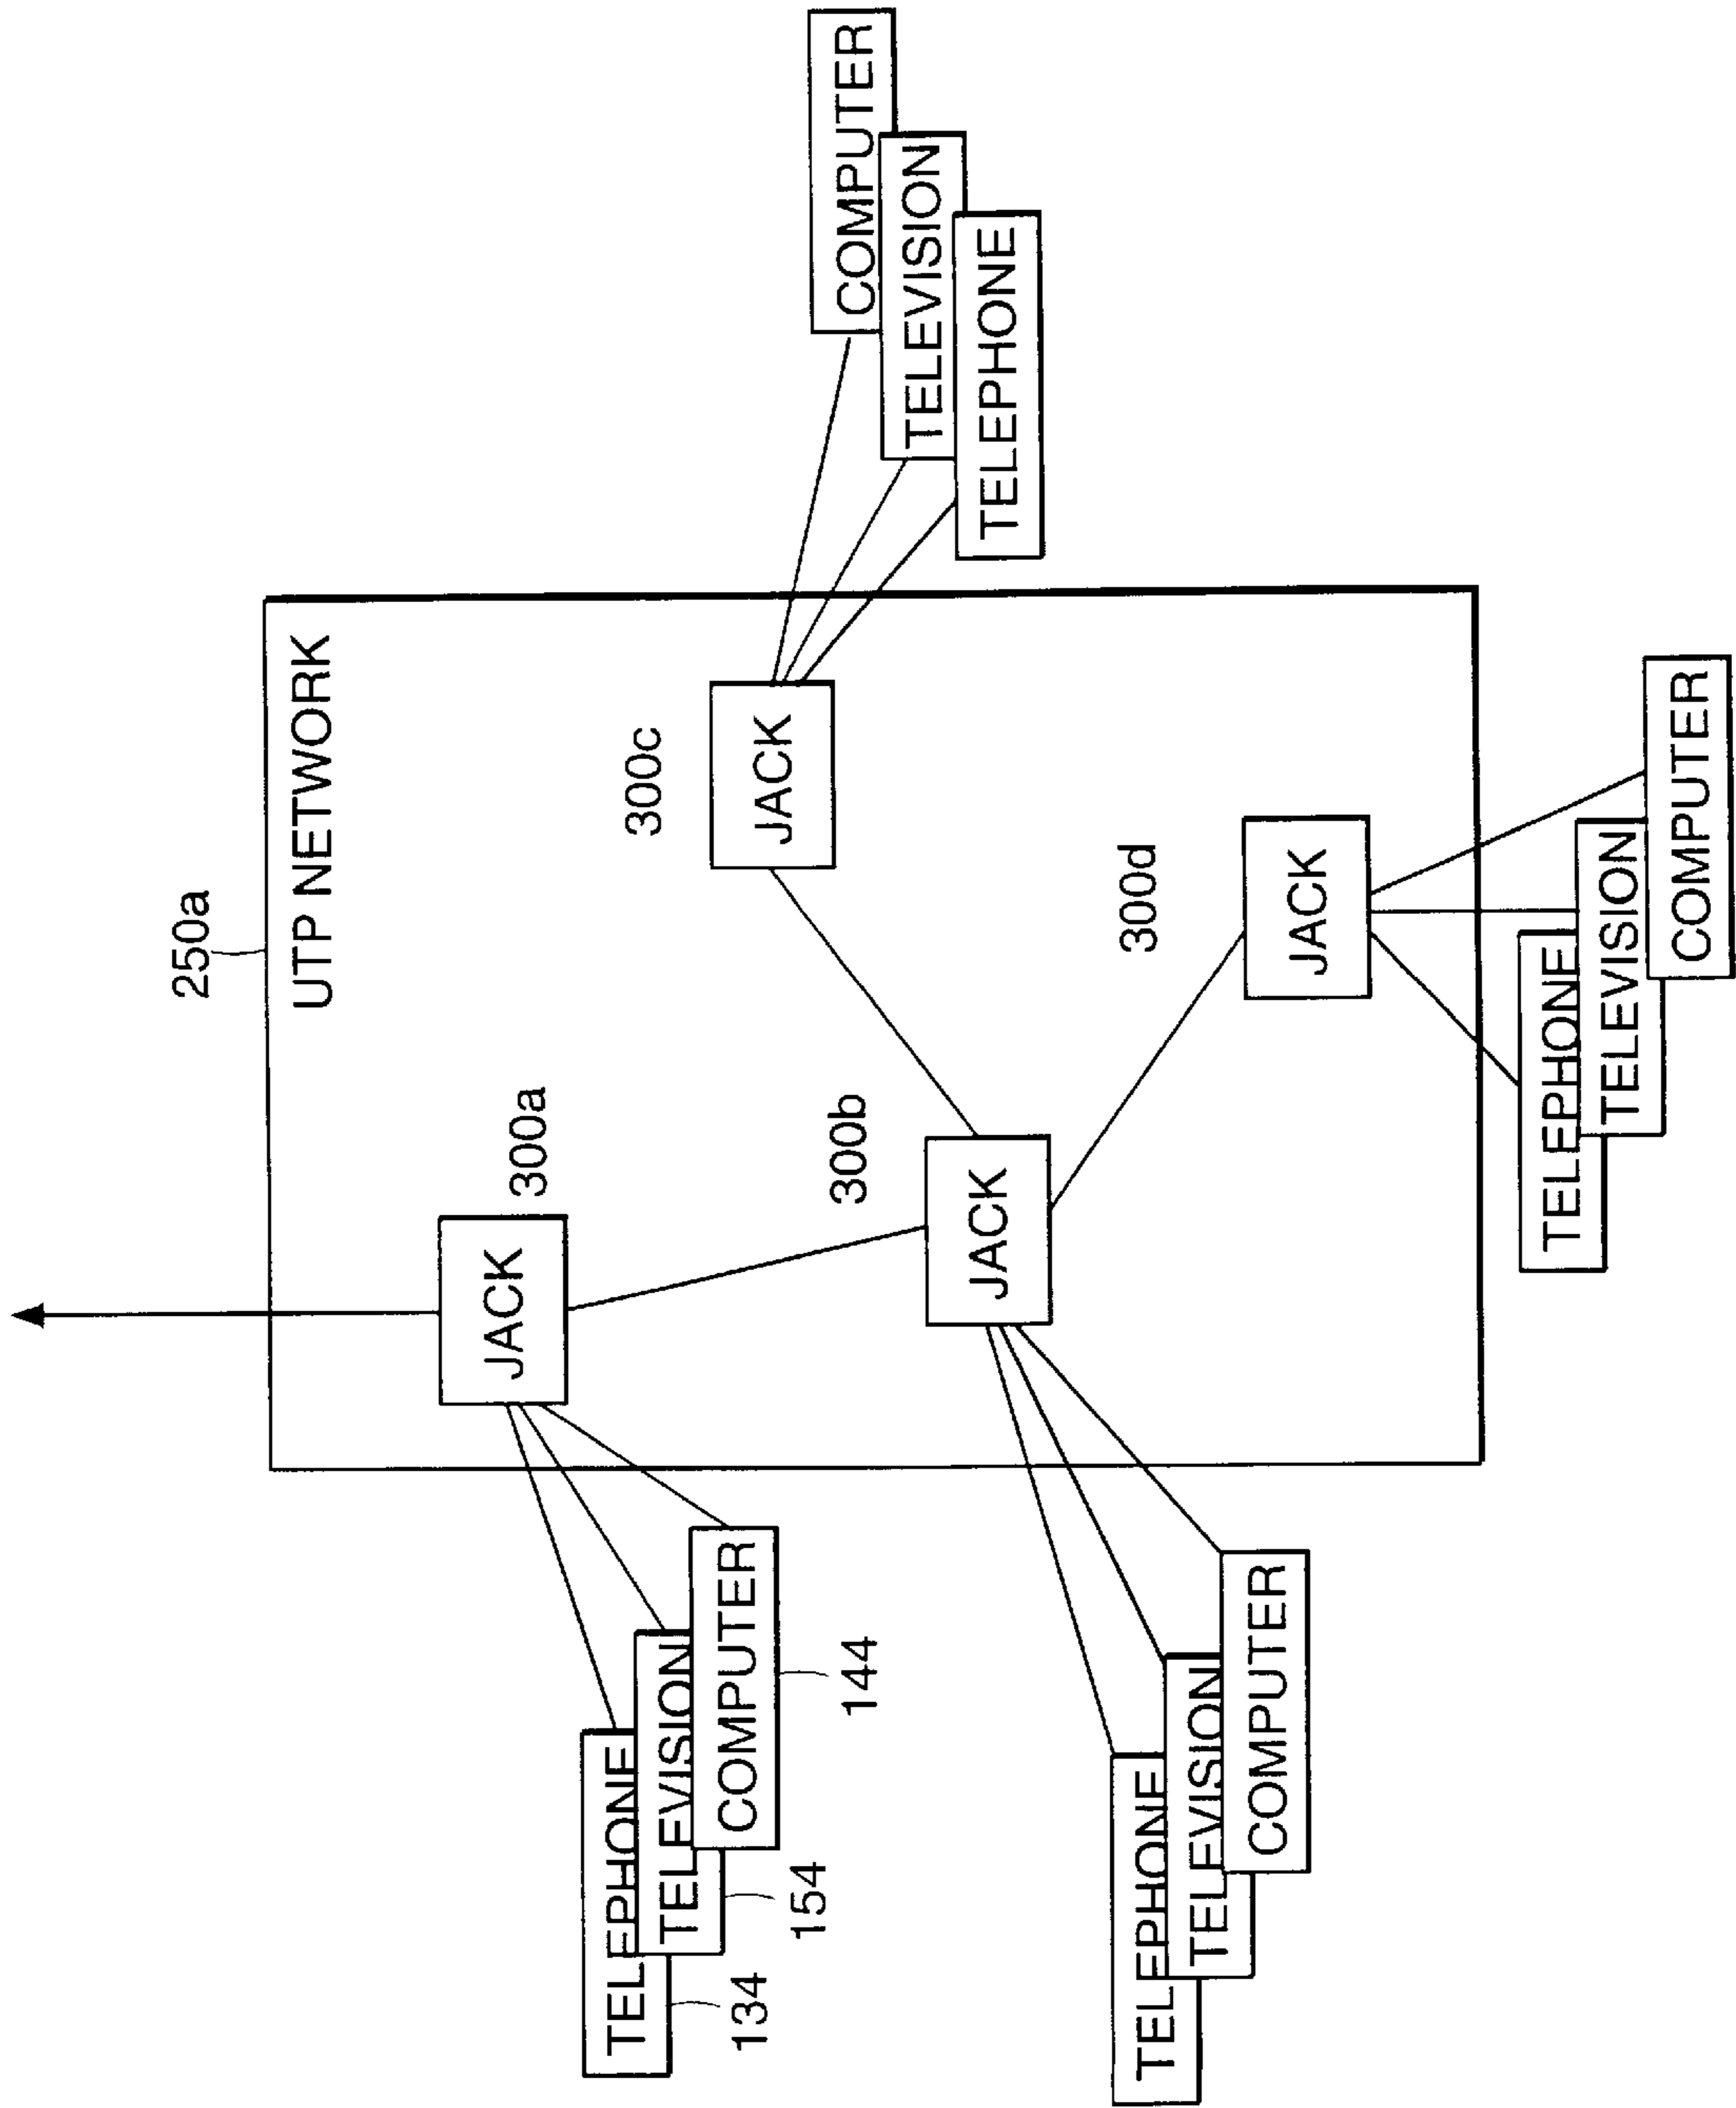 250a
UTP NETWORK
JACK
300a
TELEPHONE
TELEVISION
COMPUTER
134
154
144
JACK
300b
TELEPHONE
TELEVISION
COMPUTER
300c
JACK
COMPUTER
TELEVISION
TELEPHONE
300d
JACK
TELEPHONE
TELEVISION
COMPUTER